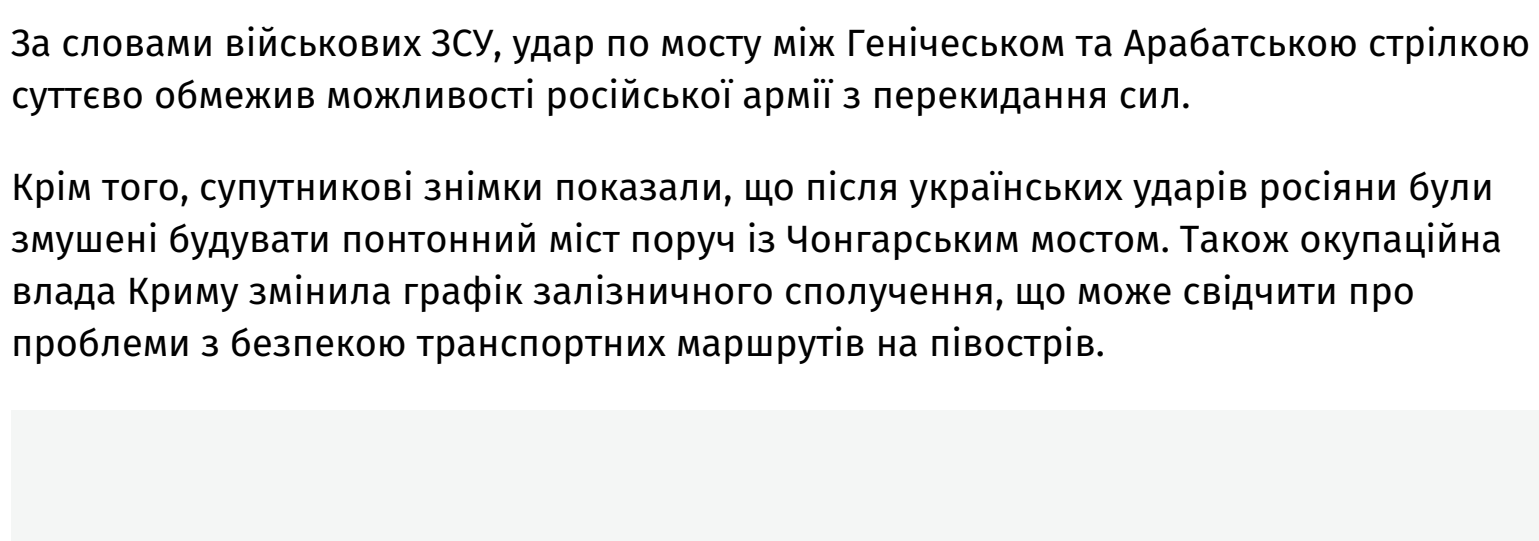 За словами військових ЗСУ, удар по мосту між Генічеськом та Арабатською стрілкою
суттєво обмежив можливості російської армії з перекидання сил.
Крім того, супутникові знімки показали, що після українських ударів росіяни були
змушені будувати понтонний міст поруч із Чонгарським мостом. Також окупаційна
влада Криму змінила графік залізничного сполучення, що може свідчити про
проблеми з безпекою транспортних маршрутів на півострів.